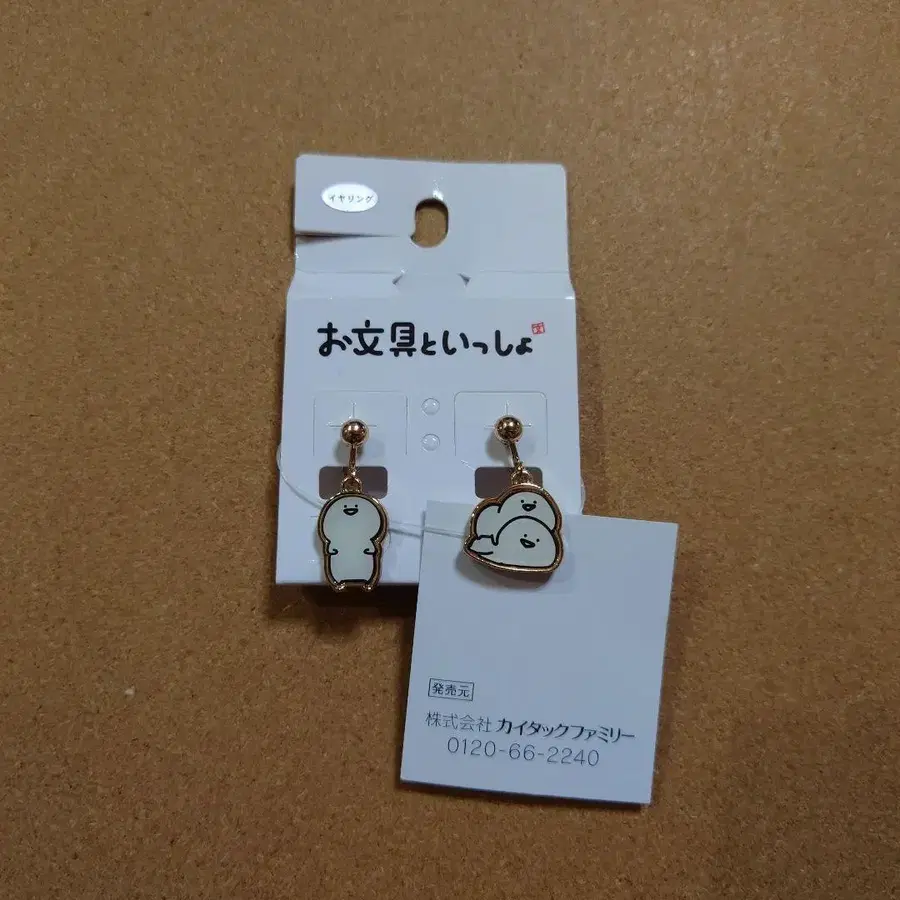 イヤリング
お文具といっしょ
発売元
株式会社 カイタックファミリー
0120-66-2240